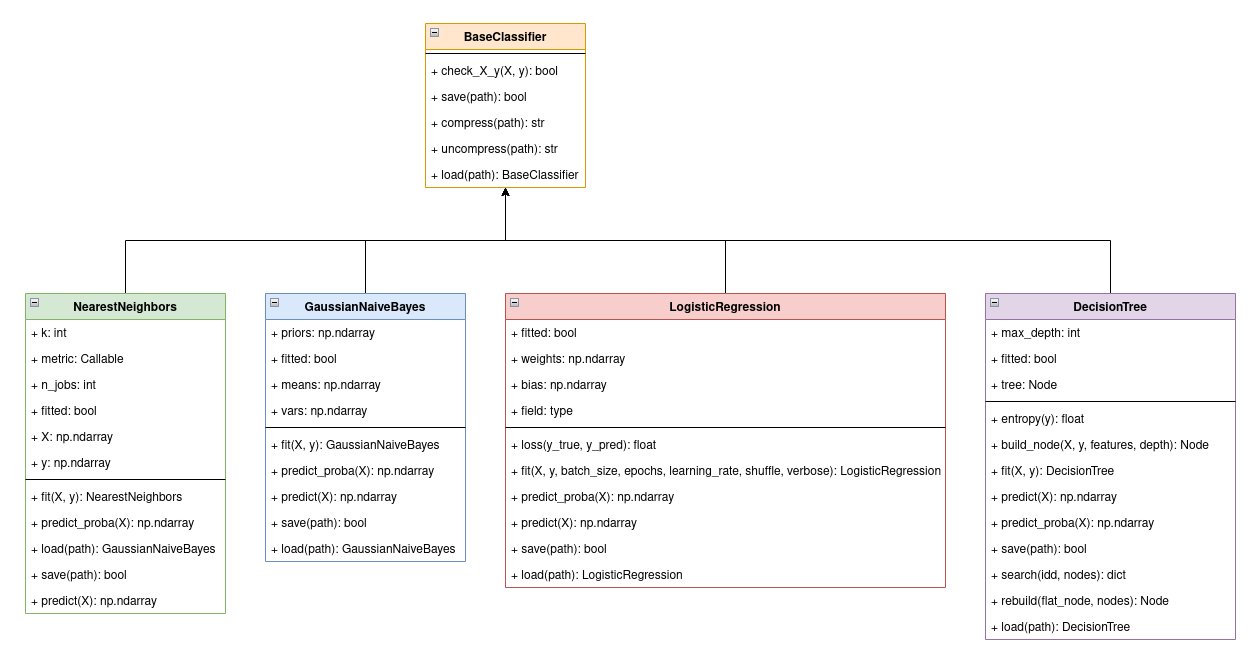 BaseClassifier
+ check_X_y(X, y): bool
+ save(path): bool
+ compress(path): str
+ uncompress(path): str
+ load(path): BaseClassifier
NearestNeighbors
+ k: int
+ metric: Callable
+ n_jobs: int
+ fitted: bool
+ X: np.ndarray
+ y: np.ndarray
+ fit(X, y): NearestNeighbors
+ predict_proba(X): np.ndarray
+ load(path): GaussianNaiveBayes
+ save(path): bool
+ predict(X): np.ndarray
GaussianNaiveBayes
+ priors: np.ndarray
+ fitted: bool
+ means: np.ndarray
+ vars: np.ndarray
+ fit(X, y): GaussianNaiveBayes
+ predict_proba(X): np.ndarray
+ predict(X): np.ndarray
+ save(path): bool
+ load(path): GaussianNaiveBayes
LogisticRegression
+ fitted: bool
+ weights: np.ndarray
+ bias: np.ndarray
+ field: type
+ loss(y_true, y_pred): float
+ fit(X, y, batch_size, epochs, learning_rate, shuffle, verbose): LogisticRegression
+ predict_proba(X): np.ndarray
+ predict(X): np.ndarray
+ save(path): bool
+ load(path): LogisticRegression
DecisionTree
+ max_depth: int
+ fitted: bool
+ tree: Node
+ entropy(y): float
+ build_node(X, y, features, depth): Node
+ fit(X, y): DecisionTree
+ predict(X): np.ndarray
+ predict_proba(X): np.ndarray
+ save(path): bool
+ search(idd, nodes): dict
+ rebuild(flat_node, nodes): Node
+ load(path): DecisionTree